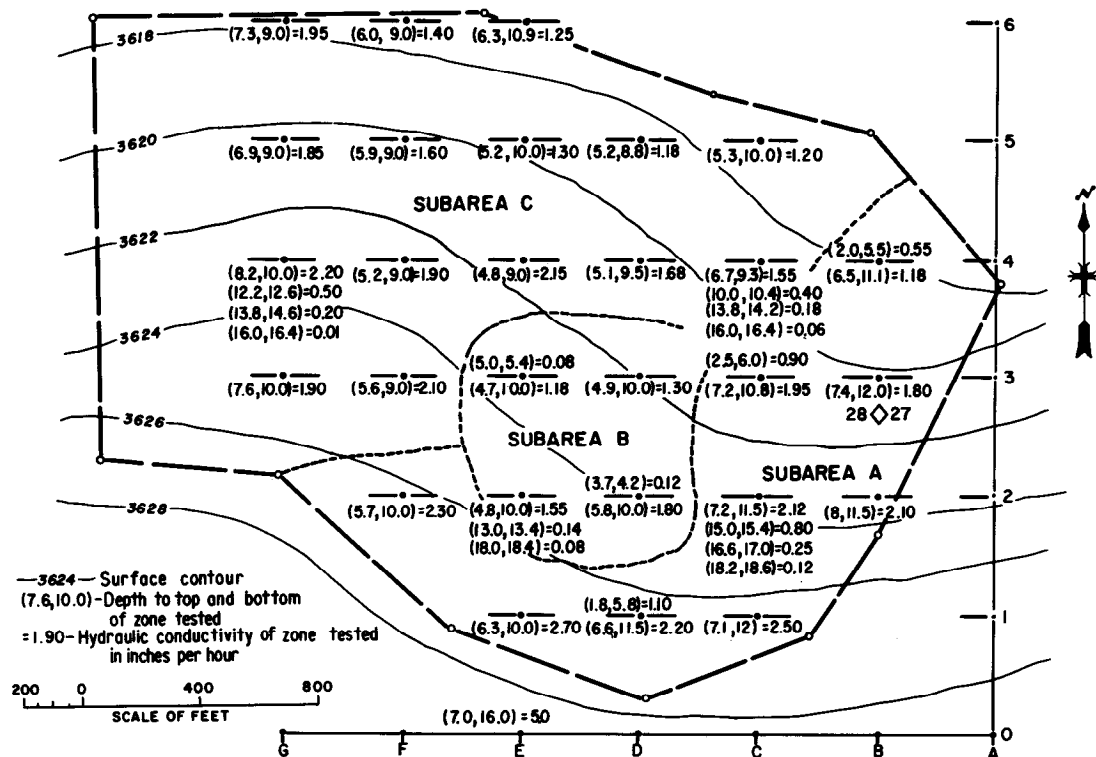 6
3618
(7.3,9.0)=1.95 (6.0, 9.0)=1.40 (6.3,10.9)=1.25
3620
5
(6.9,9.0)=1.85 (5.9,9.0)=1.60 (5.2,10.0)=1.30 (5.2,8.8)=1.18 (5.3,10.0)=1.20
SUBAREA C
3622
(2.0,5.5)=0.55
4
(8.2,10.0)=2.20 (5.2,9.0)=1.90 (4.8,9.0)=2.15 (5.1,9.5)=1.68 (6.7,9.3)=1.55 (6.5,11.1)=1.18
(12.2,12.6)=0.50 (10.0,10.4)=0.40
(13.8,14.6)=0.20 (13.8,14.2)=0.18
(16.0,16.4)=0.01 (16.0,16.4)=0.06
3624
(5.0,5.4)=0.08 (2.5,6.0)=0.90
3
(7.6,10.0)=1.90 (5.6,9.0)=2.10 (4.7,10.0)=1.18 (4.9,10.0)=1.30 (7.2,10.8)=1.95 (7.4,12.0)=1.80
28 27
3626
SUBAREA B
SUBAREA A
(3.7,4.2)=0.12
2
3628
(5.7,10.0)=2.30 (4.8,10.0)=1.55 (5.8,10.0)=1.80 (7.2,11.5)=2.12 (8,11.5)=2.10
(13.0,13.4)=0.14 (15.0,15.4)=0.80
(18.0,18.4)=0.08 (16.6,17.0)=0.25
(18.2,18.6)=0.12
—3624— Surface contour
(7.6,10.0)-Depth to top and bottom
of zone tested
=1.90-Hydraulic conductivity of zone tested
in inches per hour
(1.8,5.8)=1.10
1
(6.3,10.0)=2.70 (6.6,11.5)=2.20 (7.1,12)=2.50
200 0 400 800
SCALE OF FEET
(7.0,16.0)=5.0
0
G F E D C B A
N